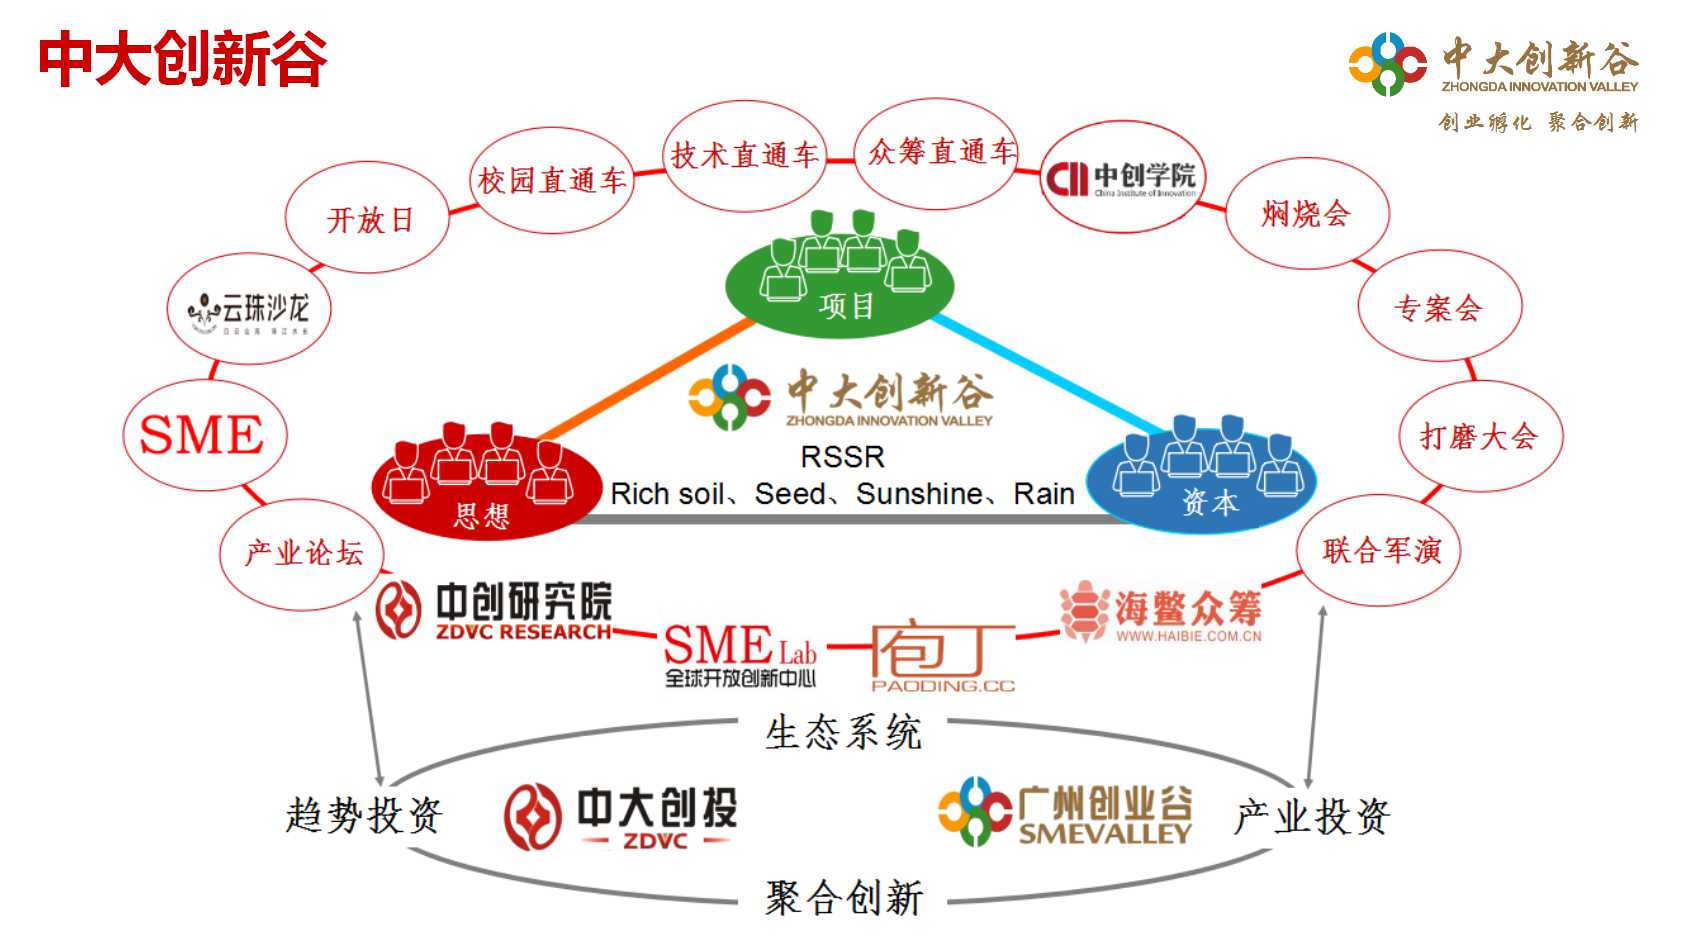 中大创新谷
中大创新谷
ZHONGDA INNOVATION VALLEY
创业孵化 聚合创新
众筹直通车
技术直通车
校园直通车
中创学院
China Institute of Innovation
开放日
焖烧会
云珠沙龙
项目
专案会
中大创新谷
ZHONGDA INNOVATION VALLEY
SME
打磨大会
RSSR
Rich soil、Seed、Sunshine、Rain
思想
资本
产业论坛
联合军演
中创研究院
ZDVC RESEARCH
海鳖众筹
WWW.HAIBIE.COM.CN
SME Lab
全球开放创新中心
庖丁
PAODING.CC
生态系统
趋势投资
中大创投
ZDVC
广州创业谷
SMEVALLEY
产业投资
聚合创新